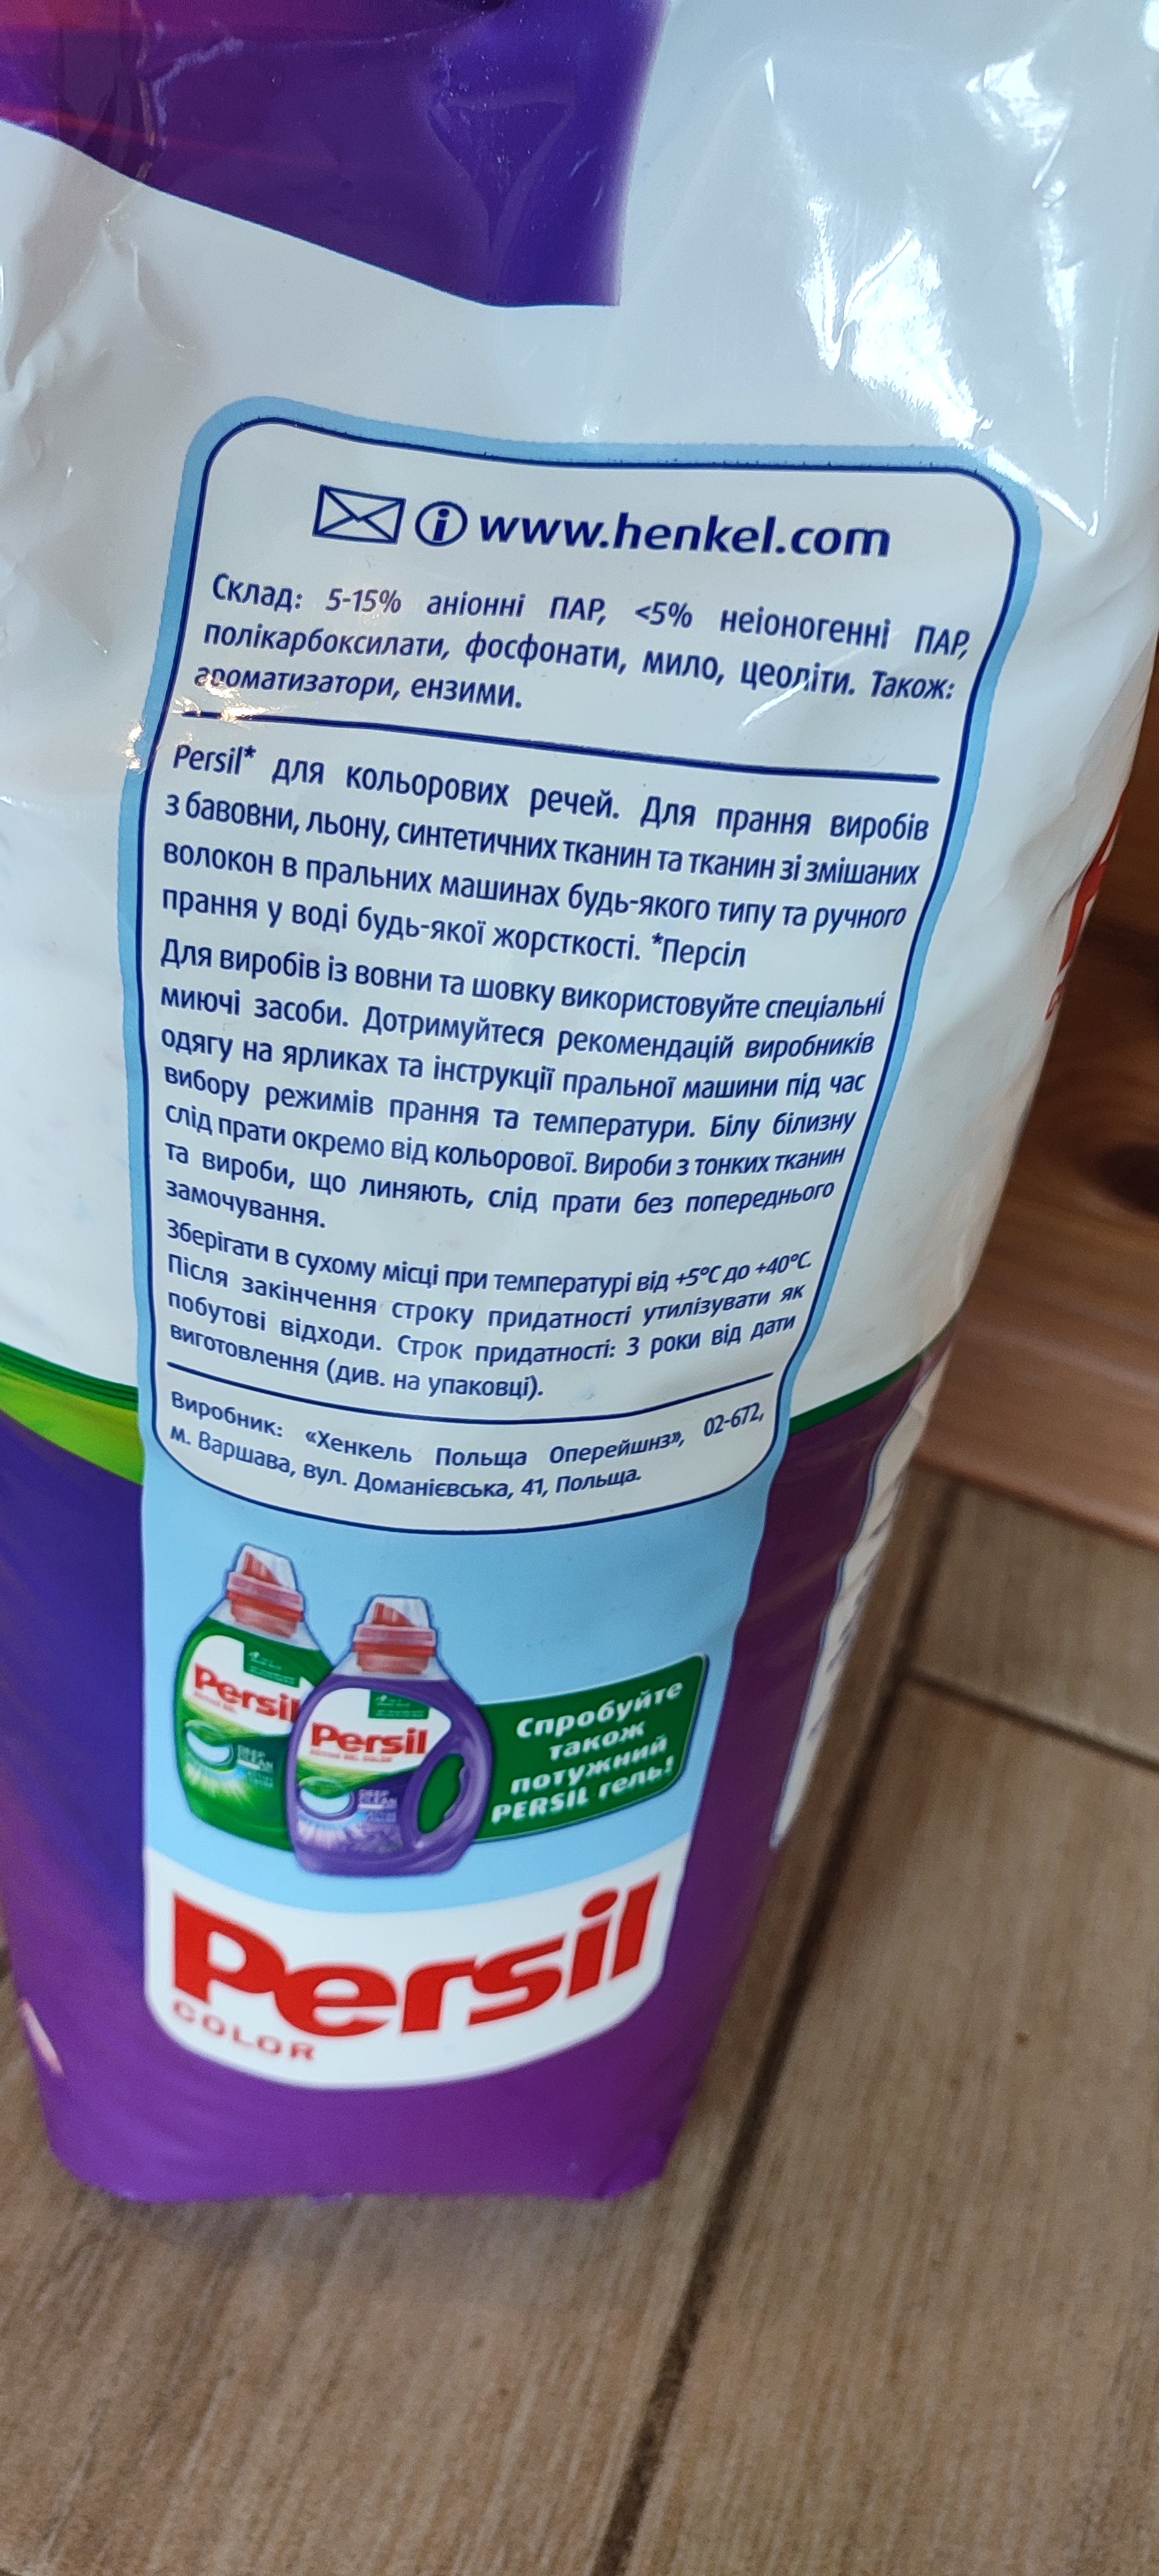 www.henkel.com
Склад: 5-15% аніонні ПАР, <5% неіоногенні ПАР,
полікарбоксилати, фосфонати, мило, цеоліти. Також:
ароматизатори, ензими.
Persil* для кольорових речей. Для прання виробів
з бавовни, льону, синтетичних тканин та тканин зі змішаних
волокон в пральних машинах будь-якого типу та ручного
прання у воді будь-якої жорсткості. *Персіл
Для виробів із вовни та шовку використовуйте спеціальні
миючі засоби. Дотримуйтеся рекомендацій виробників
одягу на ярликах та інструкції пральної машини під час
вибору режимів прання та температури. Білу білизну
слід прати окремо від кольорової. Вироби з тонких тканин
та вироби, що линяють, слід прати без попереднього
замочування.
Зберігати в сухому місці при температурі від +5°C до +40°C.
Після закінчення строку придатності утилізувати як
побутові відходи. Строк придатності: 3 роки від дати
виготовлення (див. на упаковці).
Виробник: «Хенкель Польща Оперейшнз», 02-672,
м. Варшава, вул. Доманієвська, 41, Польща.
Persil
Persil
DEEP
CLEAN
Спробуйте
також
потужний
PERSIL гель!
Persil
COLOR